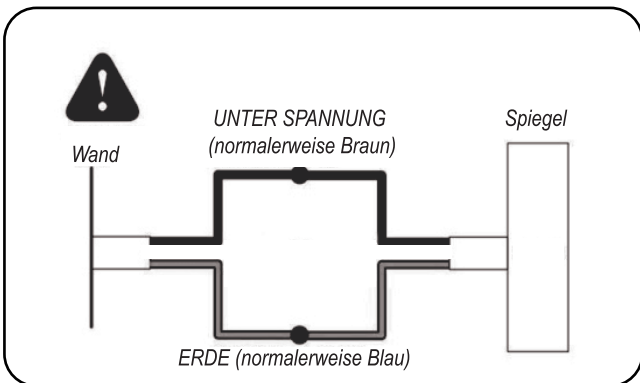 UNTER SPANNUNG
(normalerweise Braun)
Spiegel
Wand
ERDE (normalerweise Blau)